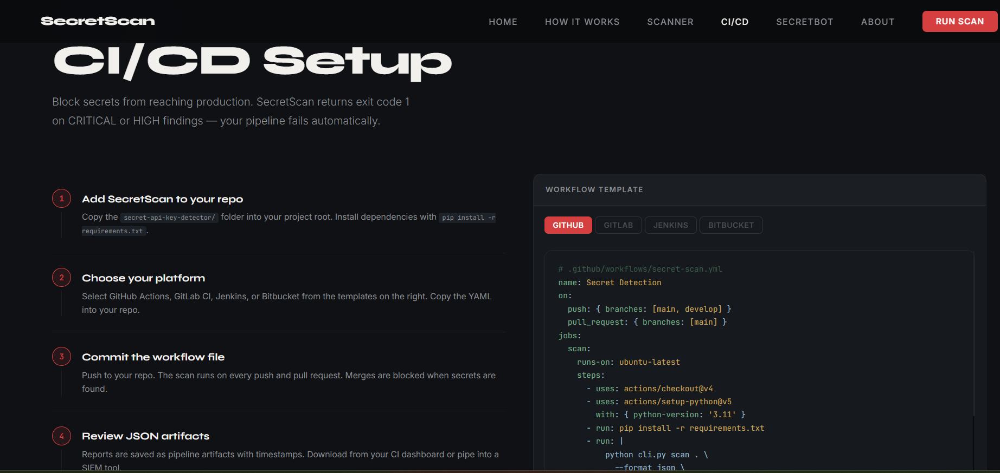 SecretScan
HOME
HOW IT WORKS
SCANNER
CI/CD
SECRETBOT
ABOUT
RUN SCAN
CI/CD Setup
Block secrets from reaching production. SecretScan returns exit code 1
on CRITICAL or HIGH findings — your pipeline fails automatically.
1
Add SecretScan to your repo
Copy the secret-api-key-detector/ folder into your project root. Install dependencies with pip install -r
requirements.txt.
2
Choose your platform
Select GitHub Actions, GitLab CI, Jenkins, or Bitbucket from the templates on the right. Copy the YAML
into your repo.
3
Commit the workflow file
Push to your repo. The scan runs on every push and pull request. Merges are blocked when secrets are
found.
4
Review JSON artifacts
Reports are saved as pipeline artifacts with timestamps. Download from your CI dashboard or pipe into a
SIEM tool.
WORKFLOW TEMPLATE
GITHUB
GITLAB
JENKINS
BITBUCKET
# .github/workflows/secret-scan.yml
name: Secret Detection
on:
  push: { branches: [main, develop] }
  pull_request: { branches: [main] }
jobs:
  scan:
    runs-on: ubuntu-latest
    steps:
      - uses: actions/checkout@v4
      - uses: actions/setup-python@v5
        with: { python-version: '3.11' }
      - run: pip install -r requirements.txt
      - run: |
          python cli.py scan . \
            --format json \